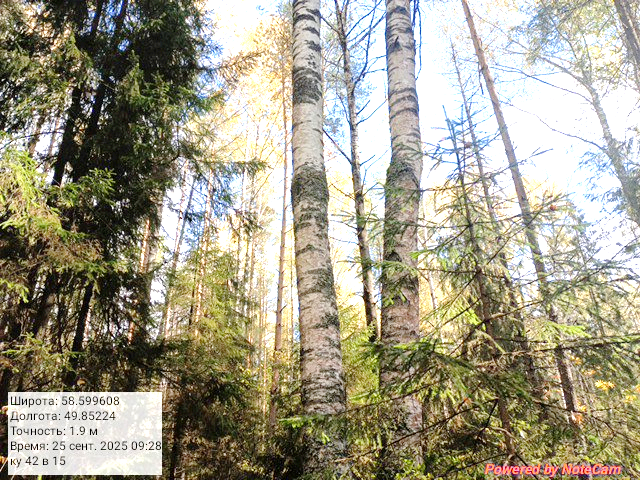 Широта: 58.599608
Долгота: 49.85224
Точность: 1.9 м
Время: 25 сент. 2025 09:28
ку 42 в 15
Powered by NoteCam